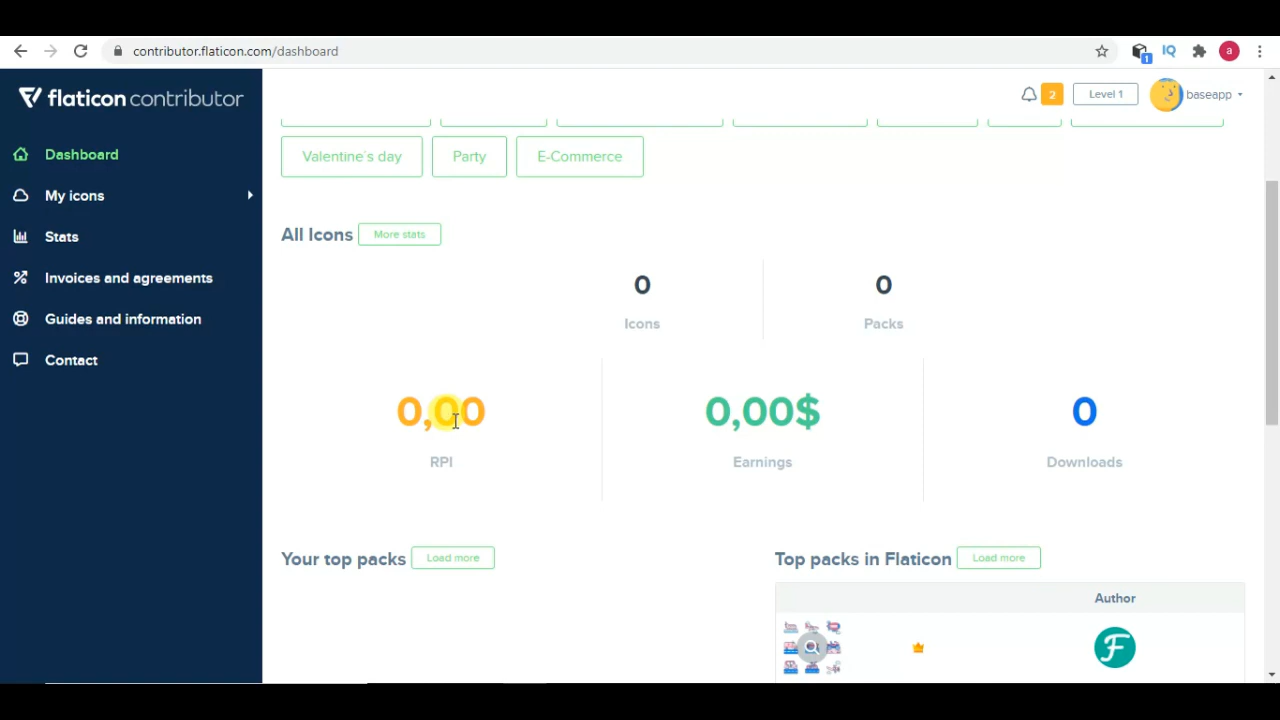 contributor.flaticon.com/dashboard
1
IQ
a
flaticon contributor
2
Level 1
baseapp
Dashboard
My icons
Stats
Invoices and agreements
Guides and information
Contact
Valentine´s day
Party
E-Commerce
All Icons
More stats
0
Icons
0
Packs
0,00
RPI
0,00$
Earnings
0
Downloads
Your top packs
Load more
Top packs in Flaticon
Load more
Author
F